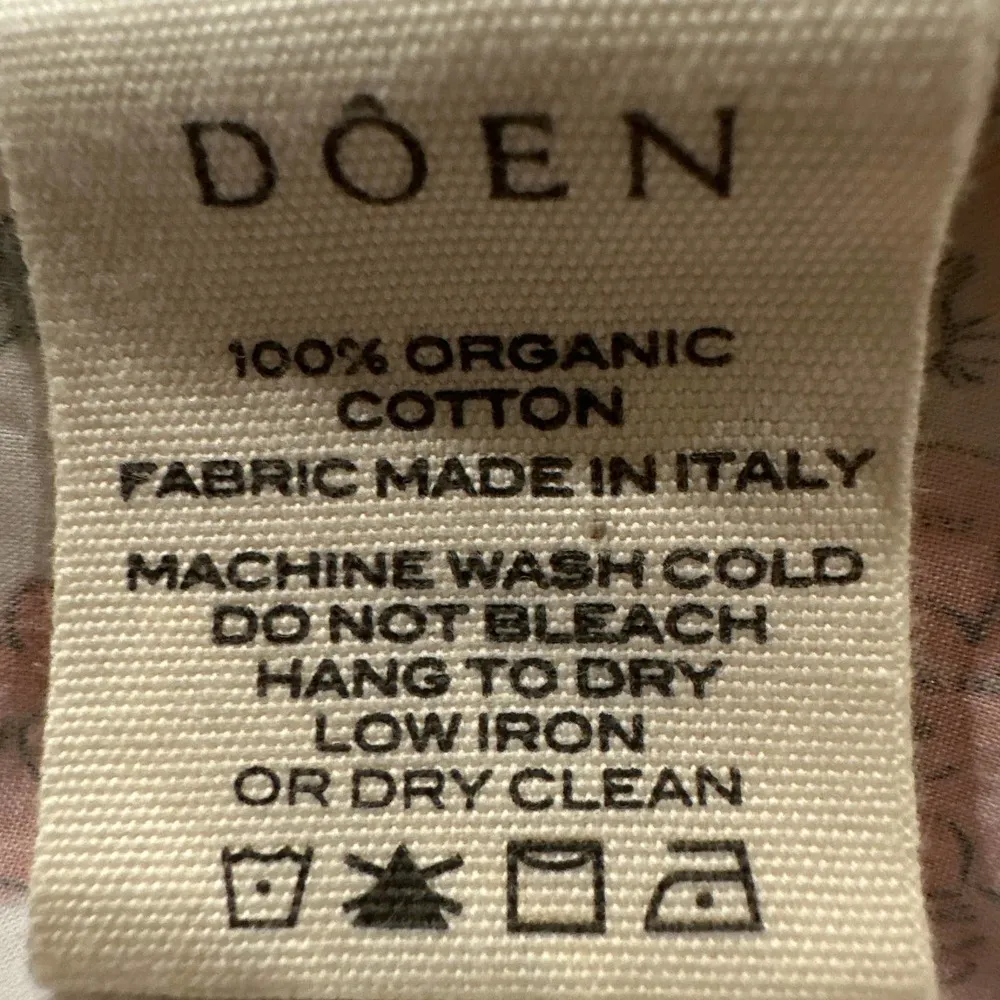 DÔEN
100% ORGANIC
COTTON
FABRIC MADE IN ITALY
MACHINE WASH COLD
DO NOT BLEACH
HANG TO DRY
LOW IRON
OR DRY CLEAN